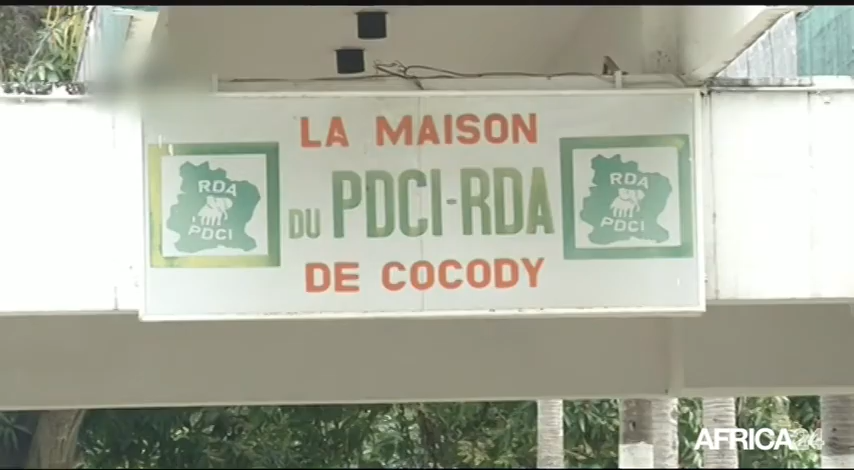 LA MAISON
RDA
PDCI
DU PDCI-RDA
RDA
PDCI
DE COCODY
AFRICA24